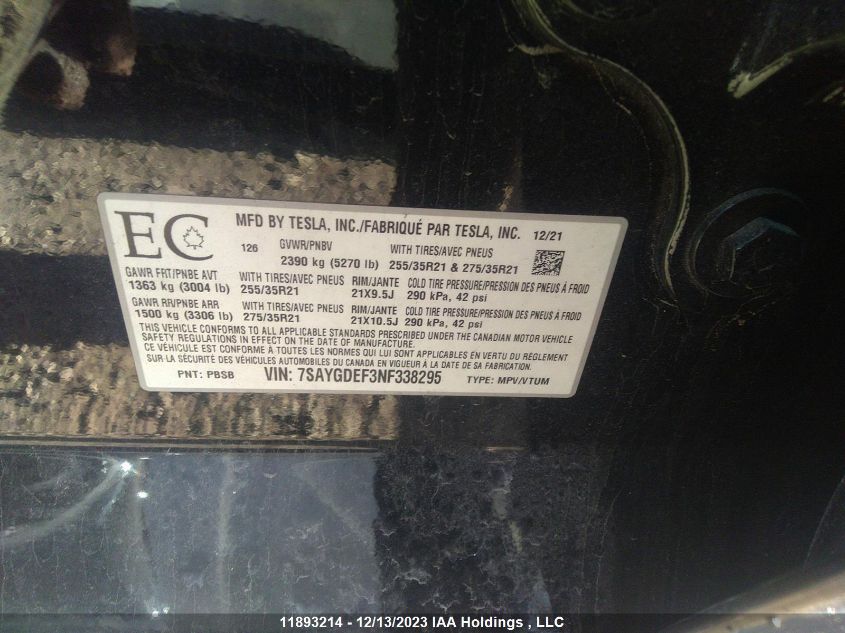 EC MFD BY TESLA, INC./FABRIQUÉ PAR TESLA, INC. 12/21
126 GVWR/PNBV WITH TIRES/AVEC PNEUS
2390 kg (5270 lb) 255/35R21 & 275/35R21
GAWR FRT/PNBE AVT WITH TIRES/AVEC PNEUS RIM/JANTE COLD TIRE PRESSURE/PRESSION DES PNEUS À FROID
1363 kg (3004 lb) 255/35R21 21X9.5J 290 kPa, 42 psi
GAWR RR/PNBE ARR WITH TIRES/AVEC PNEUS RIM/JANTE COLD TIRE PRESSURE/PRESSION DES PNEUS À FROID
1500 kg (3306 lb) 275/35R21 21X10.5J 290 kPa, 42 psi
THIS VEHICLE CONFORMS TO ALL APPLICABLE STANDARDS PRESCRIBED UNDER THE CANADIAN MOTOR VEHICLE
SAFETY REGULATIONS IN EFFECT ON THE DATE OF MANUFACTURE
CE VÉHICULE EST CONFORME À TOUTES LES NORMES QUI LUI SONT APPLICABLES EN VERTU DU RÈGLEMENT
SUR LA SÉCURITÉ DES VÉHICULES AUTOMOBILES DU CANADA EN VIGUEUR À LA DATE DE SA FABRICATION.
PNT: PBSB VIN: 7SAYGDEF3NF338295 TYPE: MPV/VTUM
11893214 - 12/13/2023 IAA Holdings , LLC